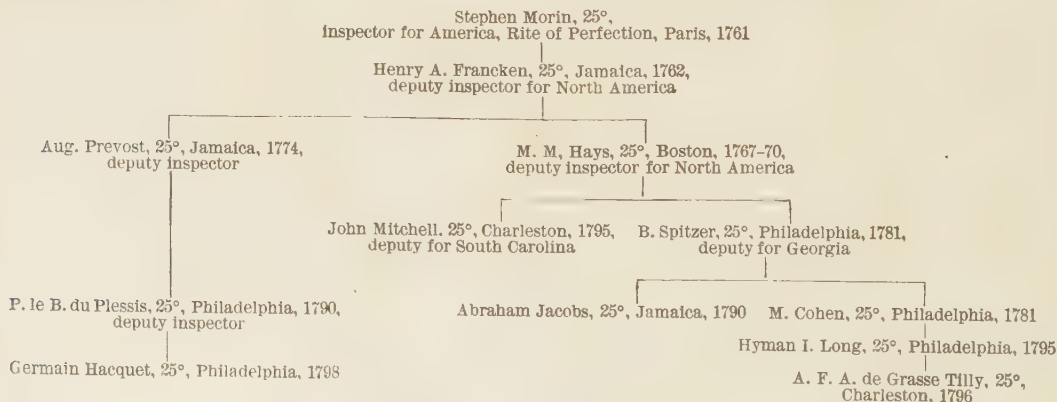 Stephen Morin, 25°,
inspector for America, Rite of Perfection, Paris, 1761
Henry A. Francken, 25°, Jamaica, 1762,
deputy inspector for North America
Aug. Prevost, 25°, Jamaica, 1774,
deputy inspector
M. M, Hays, 25°, Boston, 1767-70,
deputy inspector for North America
John Mitchell. 25°, Charleston, 1795,
deputy for South Carolina
B. Spitzer, 25°, Philadelphia, 1781,
deputy for Georgia
P. le B. du Plessis, 25°, Philadelphia, 1790,
deputy inspector
Abraham Jacobs, 25°, Jamaica, 1790
M. Cohen, 25°, Philadelphia, 1781
Hyman I. Long, 25°, Philadelphia, 1795
Germain Hacquet, 25°, Philadelphia, 1798
A. F. A. de Grasse Tilly, 25°,
Charleston, 1796